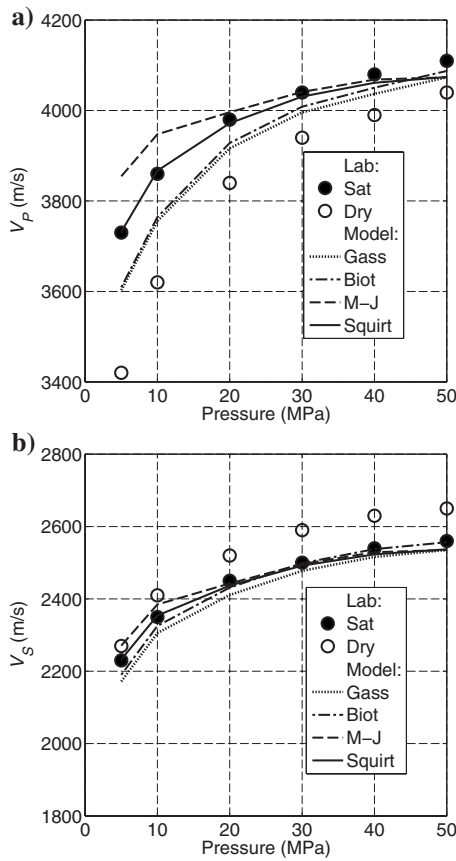 a)
4200
4000
3800
3600
3400
V_P (m/s)
Lab:
Sat
Dry
Model:
Gass
Biot
M–J
Squirt
0 10 20 30 40 50
Pressure (MPa)
b)
2800
2600
2400
2200
2000
1800
V_S (m/s)
Lab:
Sat
Dry
Model:
Gass
Biot
M–J
Squirt
0 10 20 30 40 50
Pressure (MPa)